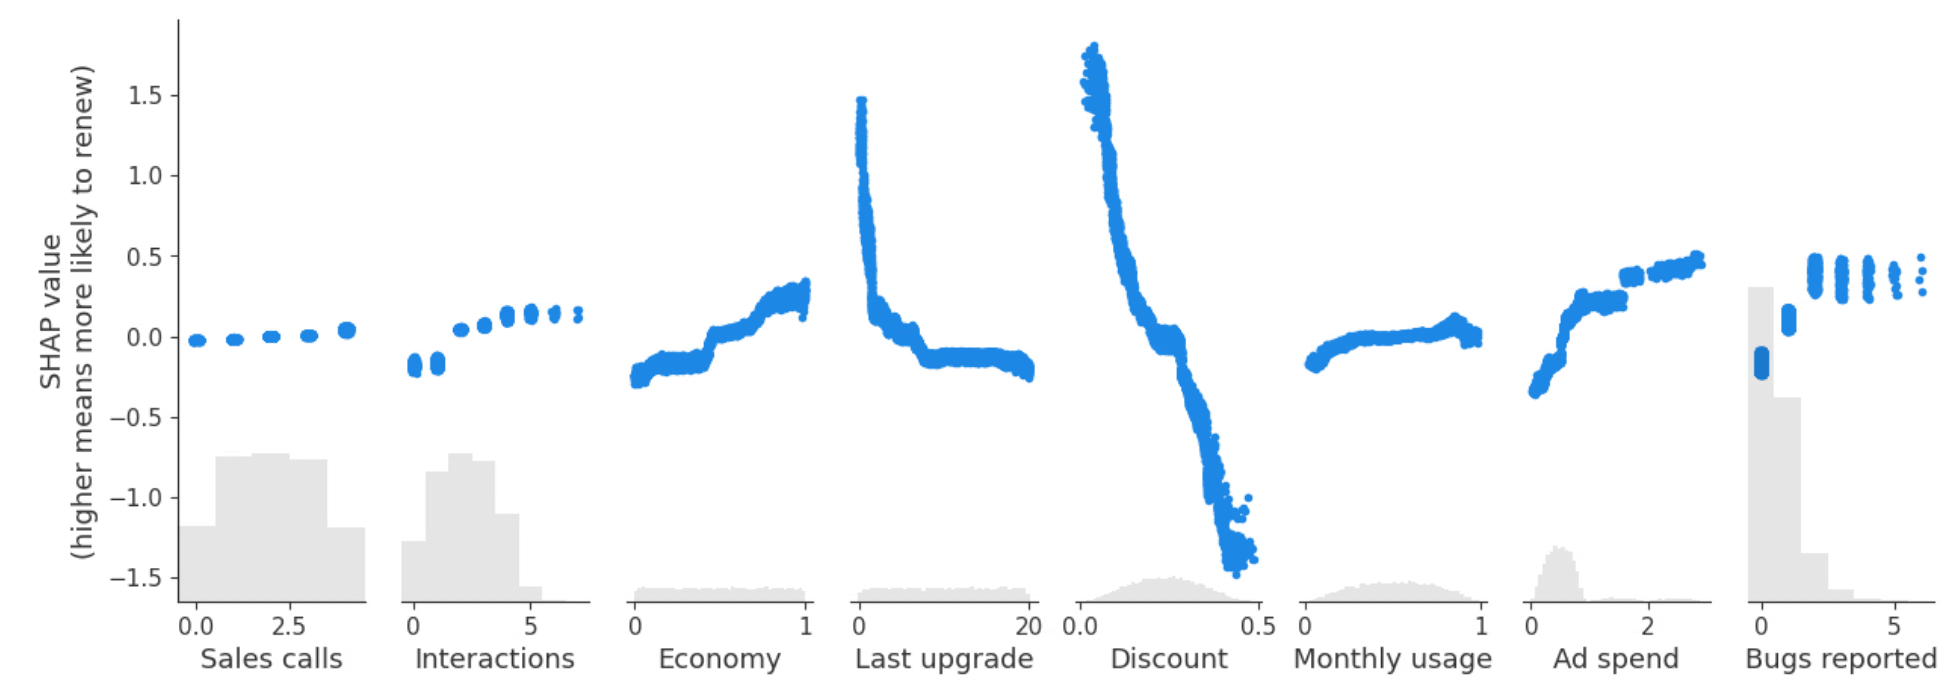 SHAP value
(higher means more likely to renew)
1.5
1.0
0.5
0.0
−0.5
−1.0
−1.5
0.0 2.5 0 5 0 1 0 20 0.0 0.5 0 1 0 2 0 5
Sales calls Interactions Economy Last upgrade Discount Monthly usage Ad spend Bugs reported